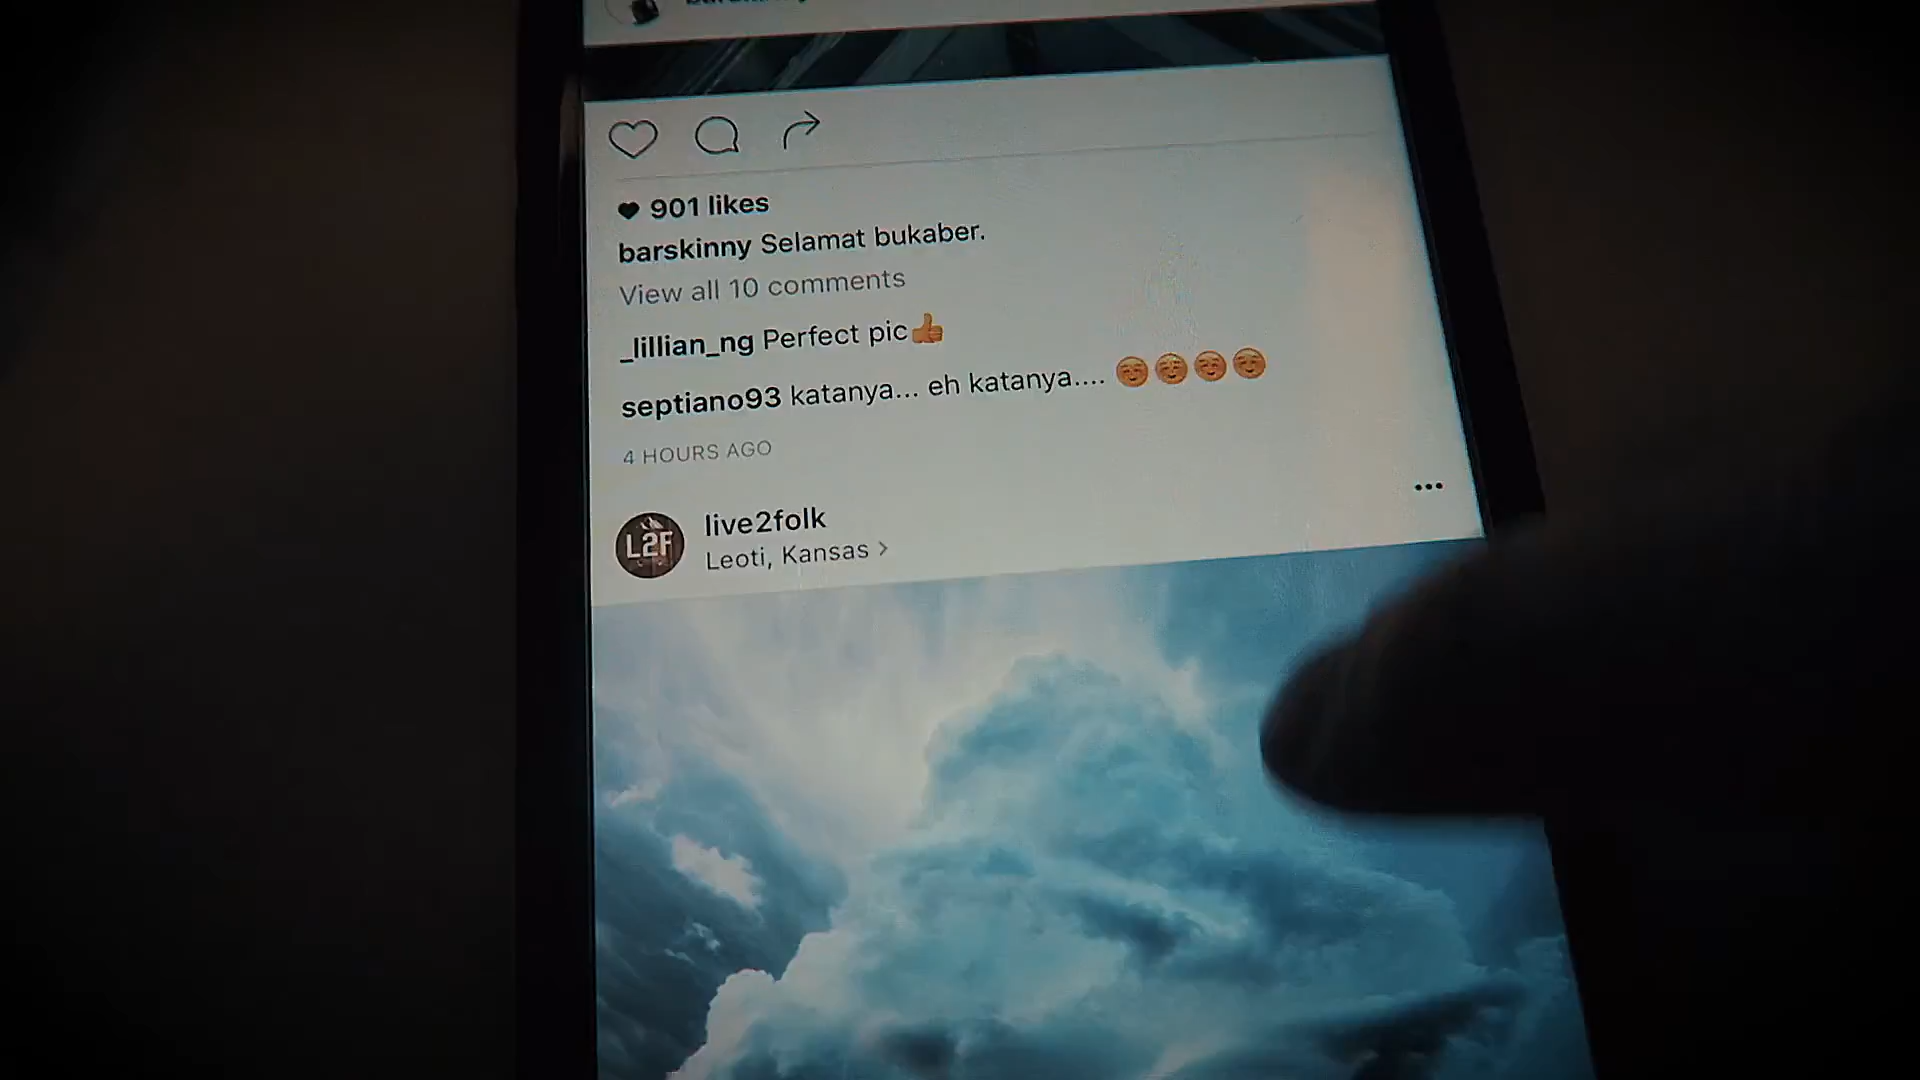 901 likes
barskinny Selamat bukaber.
View all 10 comments
_lillian_ng Perfect pic👍
septiano93 katanya... eh katanya.... ☺☺☺☺
4 HOURS AGO
live2folk
L2F
Leoti, Kansas >